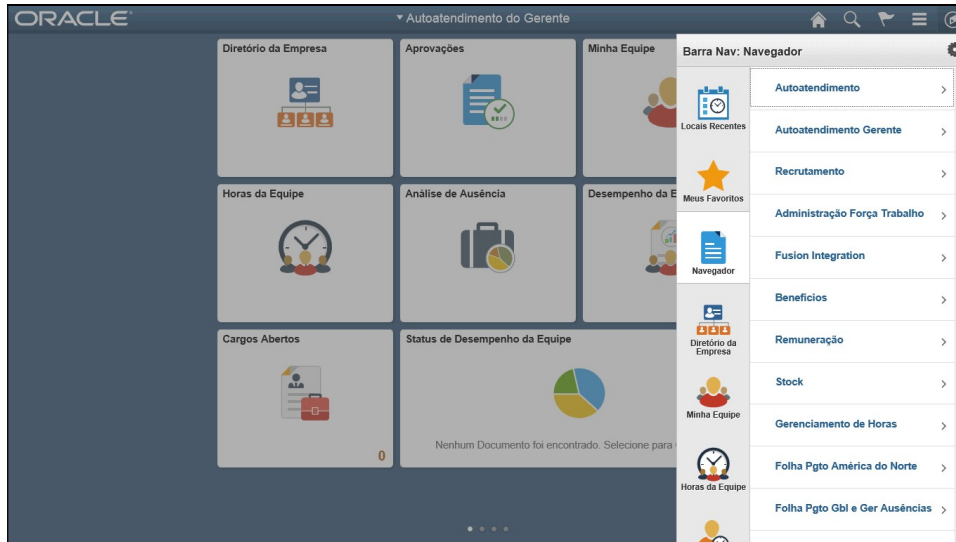 ORACLE
Autoatendimento do Gerente
Diretório da Empresa
Aprovações
Minha Equipe
Horas da Equipe
Análise de Ausência
Desempenho da E
Cargos Abertos
0
Status de Desempenho da Equipe
Nenhum Documento foi encontrado. Selecione para
Barra Nav: Navegador
Locais Recentes
Meus Favoritos
Navegador
Diretório da
Empresa
Minha Equipe
Horas da Equipe
Autoatendimento
Autoatendimento Gerente
Recrutamento
Administração Força Trabalho
Fusion Integration
Benefícios
Remuneração
Stock
Gerenciamento de Horas
Folha Pgto América do Norte
Folha Pgto Gbl e Ger Ausências